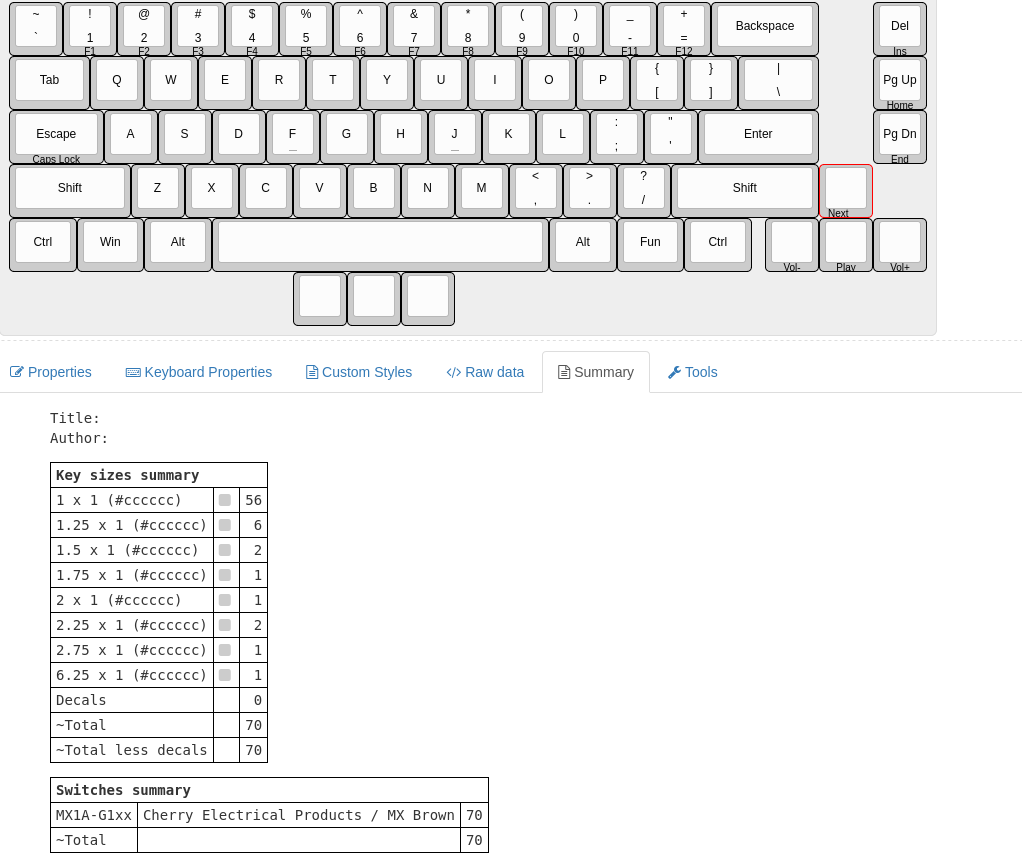 ~ ! @ # $ % ^ & * ( ) _ + Backspace Del
` 1 2 3 4 5 6 7 8 9 0 - =
F1 F2 F3 F4 F5 F6 F7 F8 F9 F10 F11 F12 Ins
Tab Q W E R T Y U I O P { } | Pg Up
[ ] \
Home
Escape A S D F G H J K L : " Enter Pg Dn
_ _ ; '
Caps Lock End
Shift Z X C V B N M < > ? Shift
, . /
Next
Ctrl Win Alt Alt Fun Ctrl
Vol- Play Vol+
Properties Keyboard Properties Custom Styles </> Raw data Summary Tools
Title:
Author:
Key sizes summary
1 x 1 (#cccccc) 56
1.25 x 1 (#cccccc) 6
1.5 x 1 (#cccccc) 2
1.75 x 1 (#cccccc) 1
2 x 1 (#cccccc) 1
2.25 x 1 (#cccccc) 2
2.75 x 1 (#cccccc) 1
6.25 x 1 (#cccccc) 1
Decals 0
~Total 70
~Total less decals 70
Switches summary
MX1A-G1xx Cherry Electrical Products / MX Brown 70
~Total 70